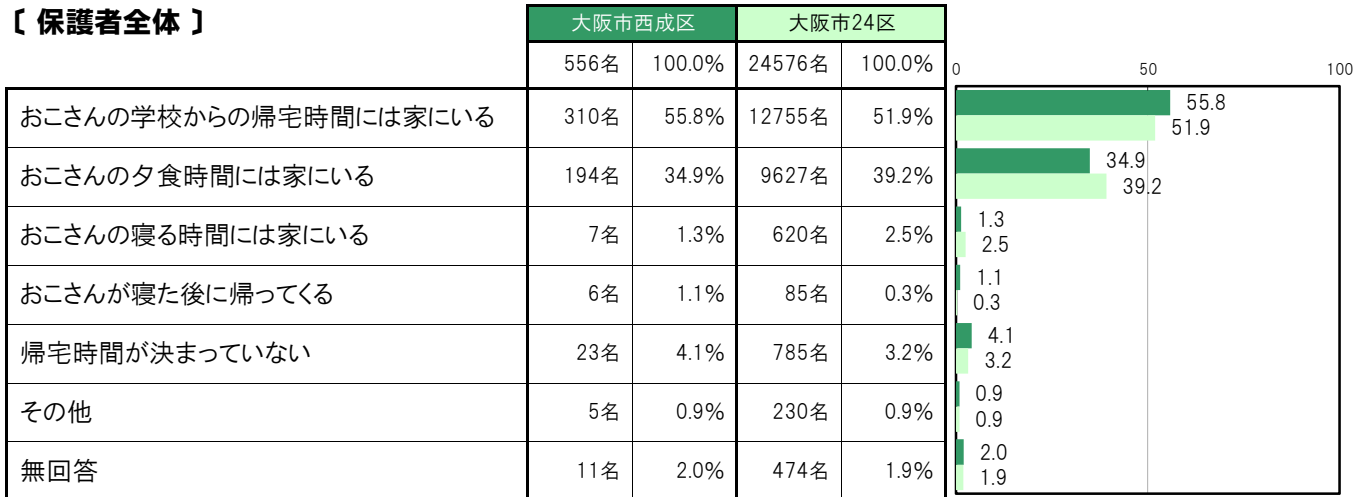 〔 保護者全体 〕
大阪市西成区 大阪市24区
556名 100.0% 24576名 100.0%
0 50 100
おこさんの学校からの帰宅時間には家にいる 310名 55.8% 12755名 51.9%
55.8
51.9
おこさんの夕食時間には家にいる 194名 34.9% 9627名 39.2%
34.9
39.2
おこさんの寝る時間には家にいる 7名 1.3% 620名 2.5%
1.3
2.5
おこさんが寝た後に帰ってくる 6名 1.1% 85名 0.3%
1.1
0.3
帰宅時間が決まっていない 23名 4.1% 785名 3.2%
4.1
3.2
その他 5名 0.9% 230名 0.9%
0.9
0.9
無回答 11名 2.0% 474名 1.9%
2.0
1.9